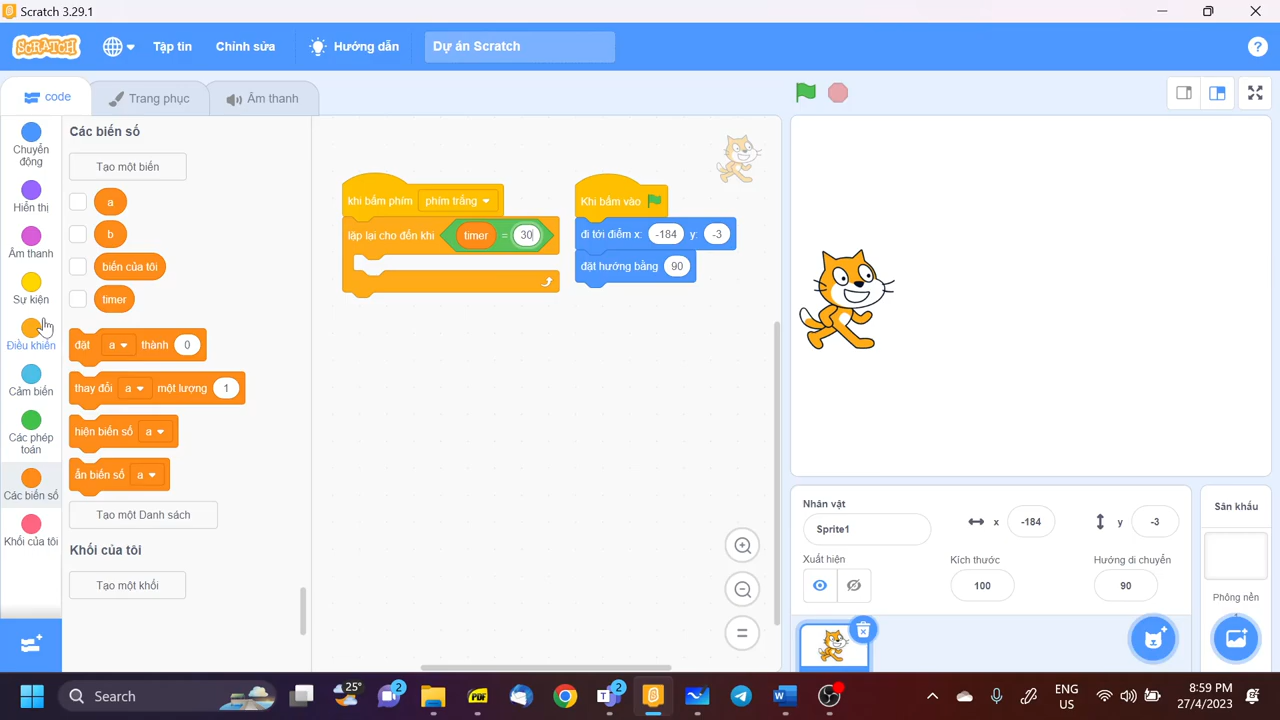 Scratch 3.29.1
SCRATCH
Tập tin
Chỉnh sửa
Hướng dẫn
Dự án Scratch
?
code
Trang phục
Âm thanh
Chuyển động
Hiển thị
Âm thanh
Sự kiện
Điều khiển
Cảm biến
Các phép toán
Các biến số
Khối của tôi
Các biến số
Tạo một biến
a
b
biến của tôi
timer
đặt a thành 0
thay đổi a một lượng 1
hiện biến số a
ẩn biến số a
Tạo một Danh sách
Khối của tôi
Tạo một khối
khi bấm phím phím trắng
lặp lại cho đến khi timer = 30
Khi bấm vào
đi tới điểm x: -184 y: -3
đặt hướng bằng 90
Nhân vật
Sprite1
x -184
y -3
Xuất hiện
Kích thước
100
Hướng di chuyển
90
Sân khấu
Phông nền
Search
25°
2
PDF
2
ENG
US
8:59 PM
27/4/2023